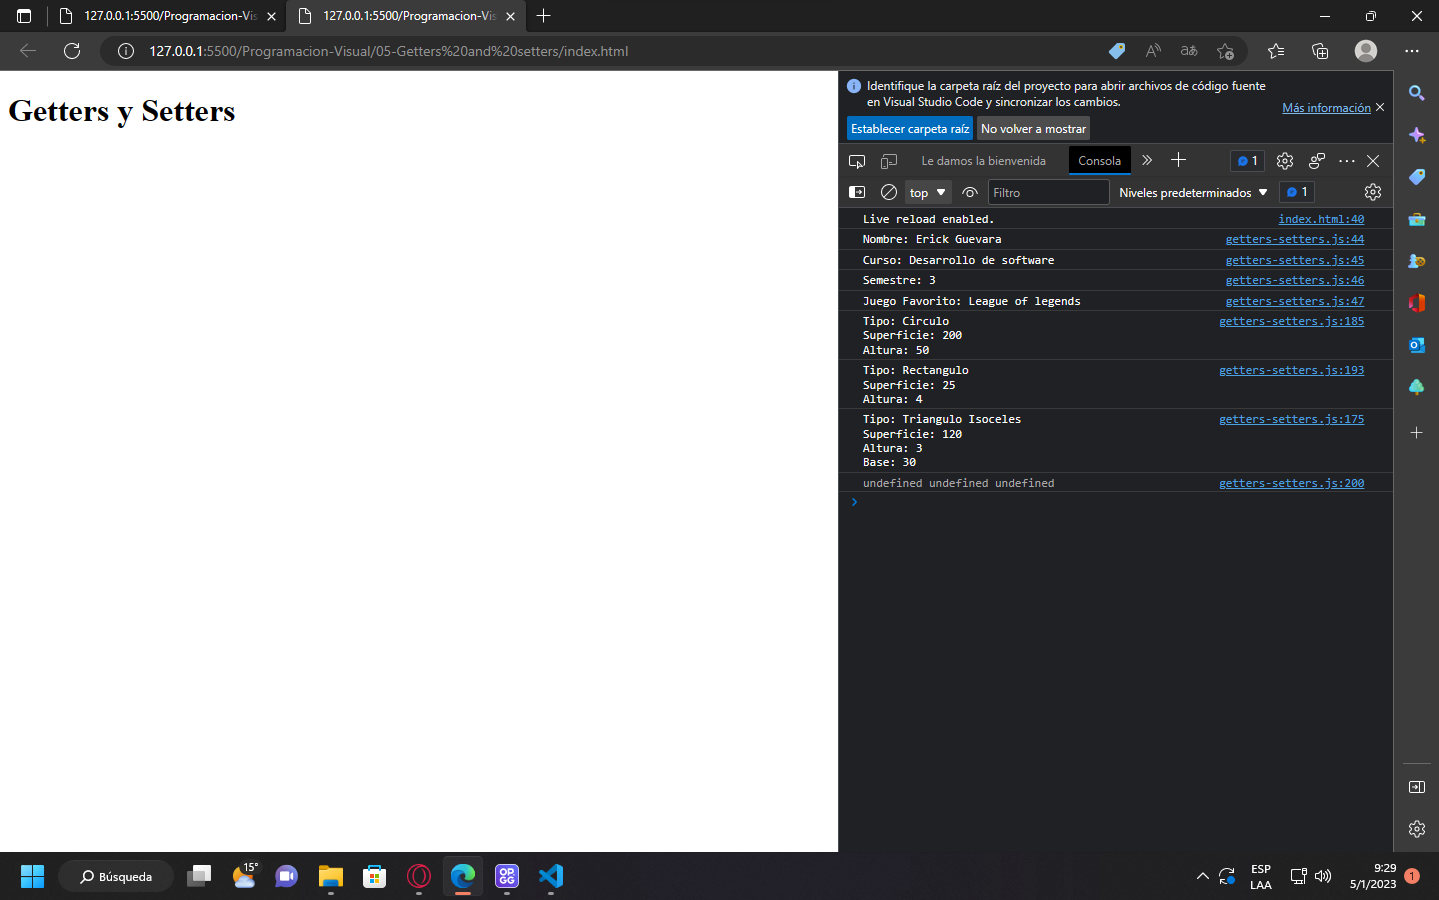 127.0.0.1:5500/Programacion-Vis
127.0.0.1:5500/Programacion-Vis
127.0.0.1:5500/Programacion-Visual/05-Getters%20and%20setters/index.html
Getters y Setters
Identifique la carpeta raíz del proyecto para abrir archivos de código fuente
en Visual Studio Code y sincronizar los cambios.
Más información
Establecer carpeta raíz
No volver a mostrar
Le damos la bienvenida
Consola
1
top
Filtro
Niveles predeterminados
1
Live reload enabled. index.html:40
Nombre: Erick Guevara getters-setters.js:44
Curso: Desarrollo de software getters-setters.js:45
Semestre: 3 getters-setters.js:46
Juego Favorito: League of legends getters-setters.js:47
Tipo: Circulo getters-setters.js:185
Superficie: 200
Altura: 50
Tipo: Rectangulo getters-setters.js:193
Superficie: 25
Altura: 4
Tipo: Triangulo Isoceles getters-setters.js:175
Superficie: 120
Altura: 3
Base: 30
undefined undefined undefined getters-setters.js:200
Búsqueda
15°
OP.GG
ESP
LAA
9:29
5/1/2023
1